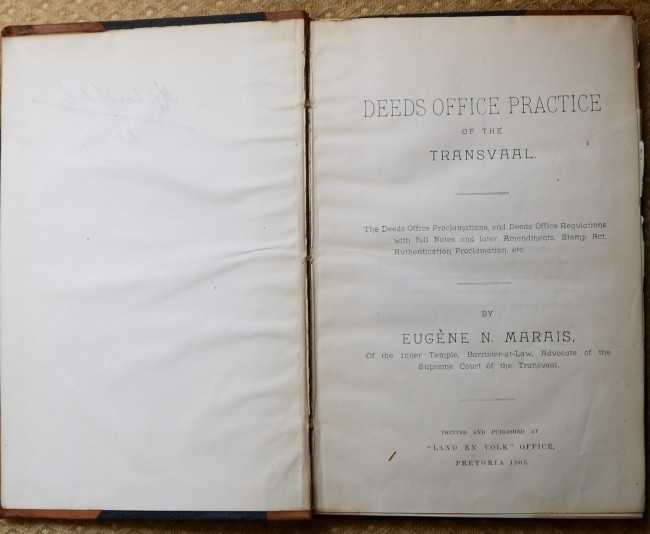 DEEDS OFFICE PRACTICE
OF THE
TRANSVAAL.
The Deeds Office Proclamations, and Deeds Office Regulations
with full Notes and later Amendments, Stamp Act,
Authentication Proclamation, etc.
BY
EUGÈNE N. MARAIS,
Of the Inner Temple, Barrister-at-Law, Advocate of the
Supreme Court of the Transvaal.
PRINTED AND PUBLISHED AT
"LAND EN VOLK" OFFICE,
PRETORIA 1905.